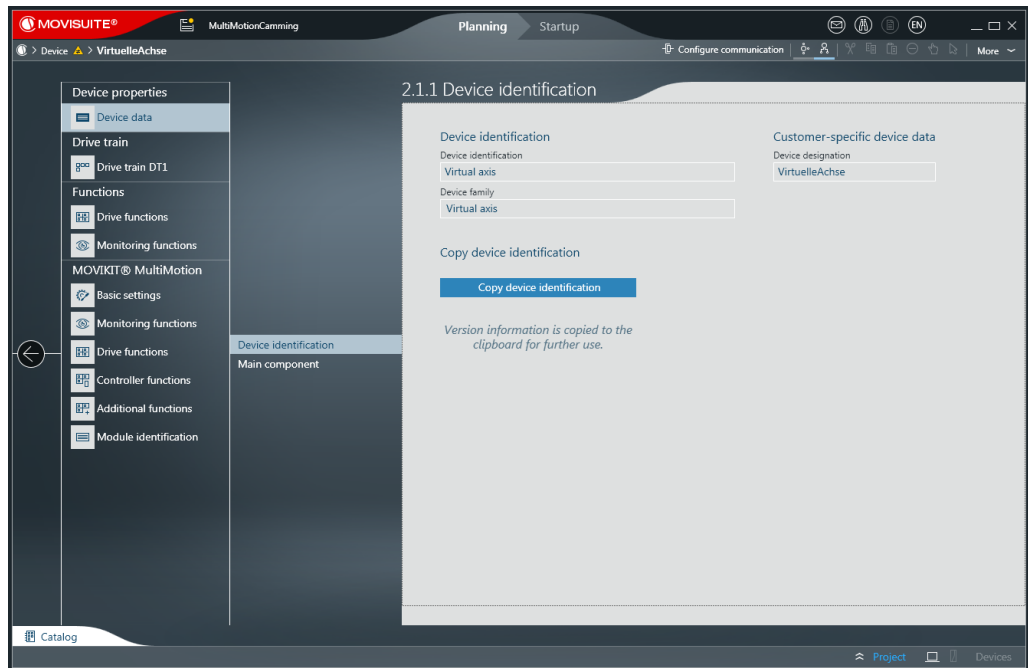 MOVISUITE®
MultiMotionCamming
Planning
Startup
EN
> Device > VirtuelleAchse
Configure communication
More
Device properties
Device data
Drive train
Drive train DT1
Functions
Drive functions
Monitoring functions
MOVIKIT® MultiMotion
Basic settings
Monitoring functions
Drive functions
Controller functions
Additional functions
Module identification
Device identification
Main component
2.1.1 Device identification
Device identification
Device identification
Virtual axis
Device family
Virtual axis
Customer-specific device data
Device designation
VirtuelleAchse
Copy device identification
Copy device identification
Version information is copied to the
clipboard for further use.
Catalog
Project
Devices